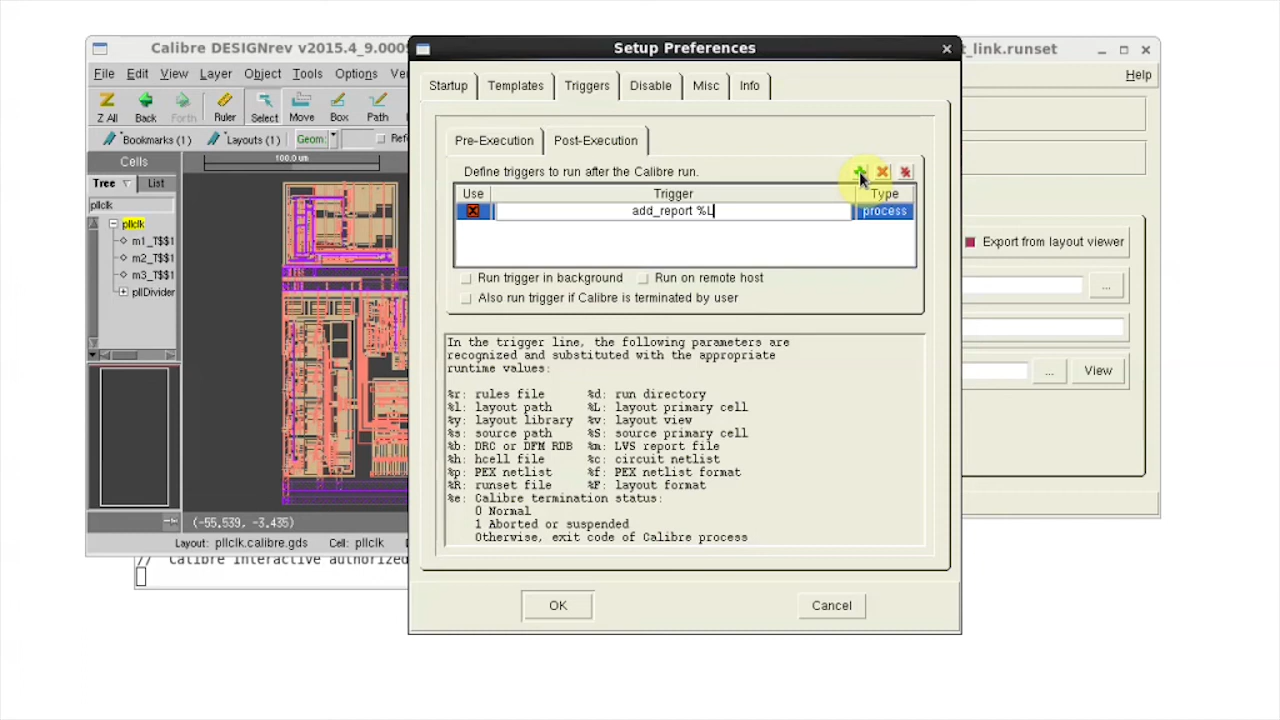 Calibre DESIGNrev v2015.4_9.0009
File Edit View Layer Object Tools Options Ver
Z All Back Forth Ruler Select Move Box Path
Bookmarks (1) Layouts (1) Geom: Ref
Cells
100.0 um
Tree List
pllclk
pllclk
m1_T$$1
m2_T$$1
m3_T$$1
pllDivider
(-55.539, -3.435)
Layout: pllclk.calibre.gds Cell: pllclk
// Calibre Interactive authorized
Setup Preferences
Startup Templates Triggers Disable Misc Info
Pre-Execution Post-Execution
Define triggers to run after the Calibre run.
Use Trigger Type
add_report %L process
Run trigger in background Run on remote host
Also run trigger if Calibre is terminated by user
In the trigger line, the following parameters are
recognized and substituted with the appropriate
runtime values:
%r: rules file %d: run directory
%l: layout path %L: layout primary cell
%y: layout library %v: layout view
%s: source path %S: source primary cell
%b: DRC or DFM RDB %m: LVS report file
%h: hcell file %c: circuit netlist
%p: PEX netlist %f: PEX netlist format
%R: runset file %F: layout format
%e: Calibre termination status:
0 Normal
1 Aborted or suspended
Otherwise, exit code of Calibre process
OK Cancel
t_link.runset
Help
Export from layout viewer
...
... View